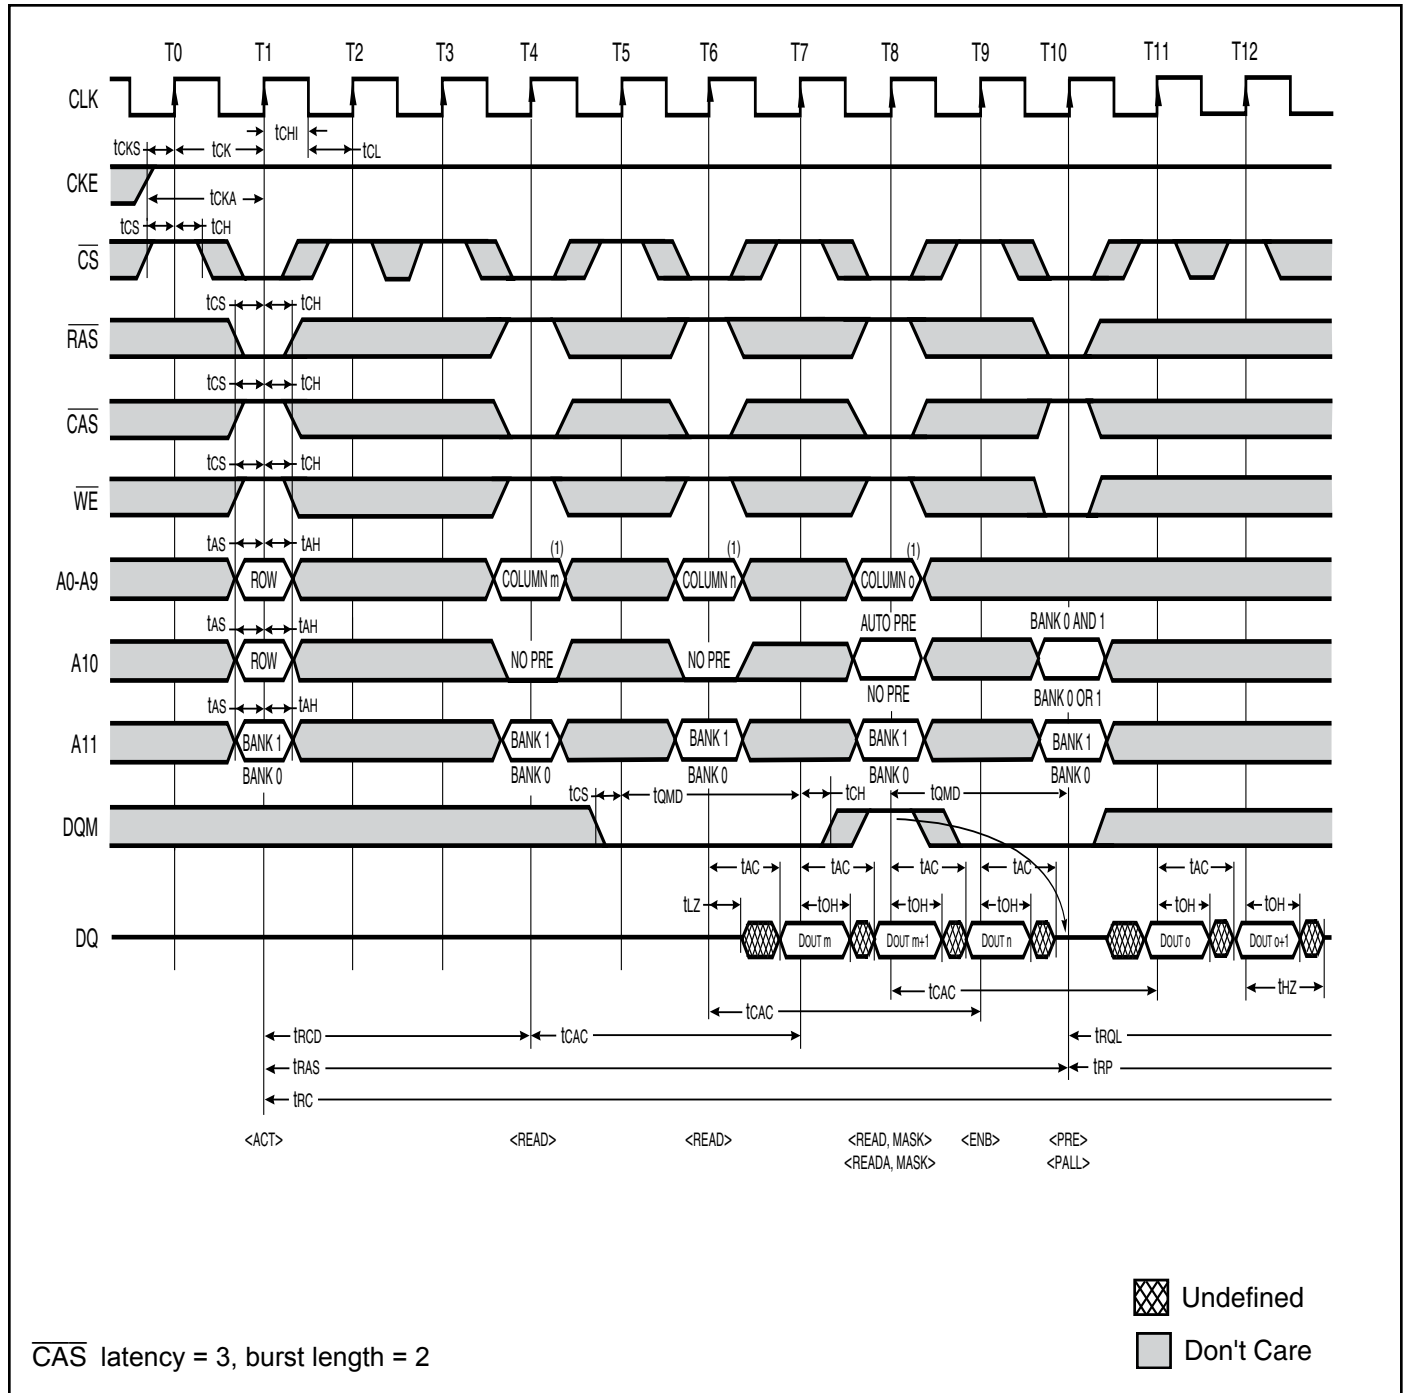 T0 T1 T2 T3 T4 T5 T6 T7 T8 T9 T10 T11 T12
CLK
tCHI
tCKS tCK tCL
CKE
tCKA
tCS tCH
CS
tCS tCH
RAS
tCS tCH
CAS
tCS tCH
WE
tAS tAH (1) (1) (1)
A0-A9 ROW COLUMN m COLUMN n COLUMN o
tAS tAH AUTO PRE BANK 0 AND 1
A10 ROW NO PRE NO PRE
NO PRE BANK 0 OR 1
tAS tAH
A11 BANK 1 BANK 1 BANK 1 BANK 1 BANK 1
BANK 0 BANK 0 BANK 0 BANK 0 BANK 0
tCS tQMD tCH tQMD
DQM
tAC tAC tAC tAC tAC
tLZ tOH tOH tOH tOH tOH
DQ DOUT m DOUT m+1 DOUT n DOUT o DOUT o+1
tCAC tHZ
tCAC
tRCD tCAC tRQL
tRAS tRP
tRC
<ACT> <READ> <READ> <READ, MASK> <ENB> <PRE>
<READA, MASK> <PALL>
Undefined
Don't Care
CAS latency = 3, burst length = 2